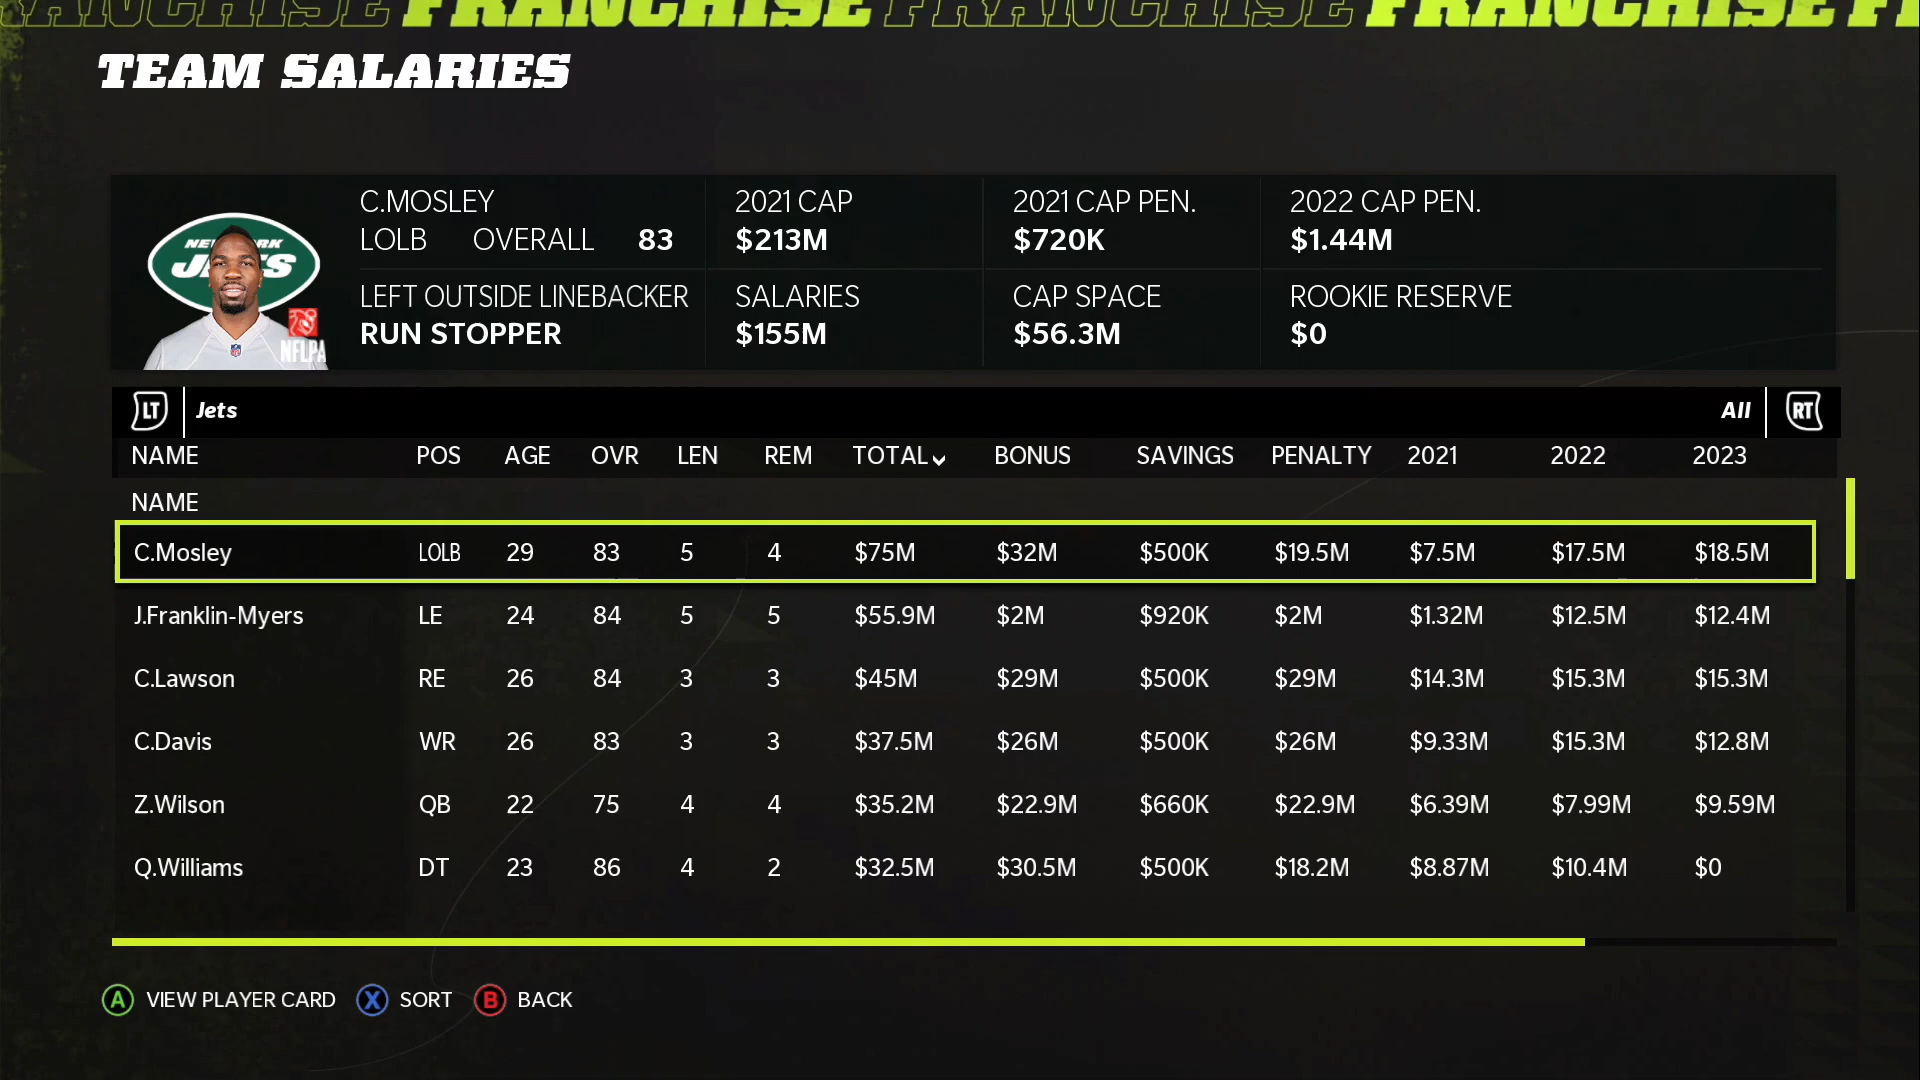 FRANCHISE FRANCHISE FRANCHISE FRANCHISE
TEAM SALARIES
C.MOSLEY
LOLB OVERALL 83
LEFT OUTSIDE LINEBACKER
RUN STOPPER
2021 CAP
$213M
SALARIES
$155M
2021 CAP PEN.
$720K
CAP SPACE
$56.3M
2022 CAP PEN.
$1.44M
ROOKIE RESERVE
$0
NEW YORK
JETS
NFLPA
LT Jets All RT
NAME POS AGE OVR LEN REM TOTAL BONUS SAVINGS PENALTY 2021 2022 2023
NAME
C.Mosley LOLB 29 83 5 4 $75M $32M $500K $19.5M $7.5M $17.5M $18.5M
J.Franklin-Myers LE 24 84 5 5 $55.9M $2M $920K $2M $1.32M $12.5M $12.4M
C.Lawson RE 26 84 3 3 $45M $29M $500K $29M $14.3M $15.3M $15.3M
C.Davis WR 26 83 3 3 $37.5M $26M $500K $26M $9.33M $15.3M $12.8M
Z.Wilson QB 22 75 4 4 $35.2M $22.9M $660K $22.9M $6.39M $7.99M $9.59M
Q.Williams DT 23 86 4 2 $32.5M $30.5M $500K $18.2M $8.87M $10.4M $0
A VIEW PLAYER CARD X SORT B BACK